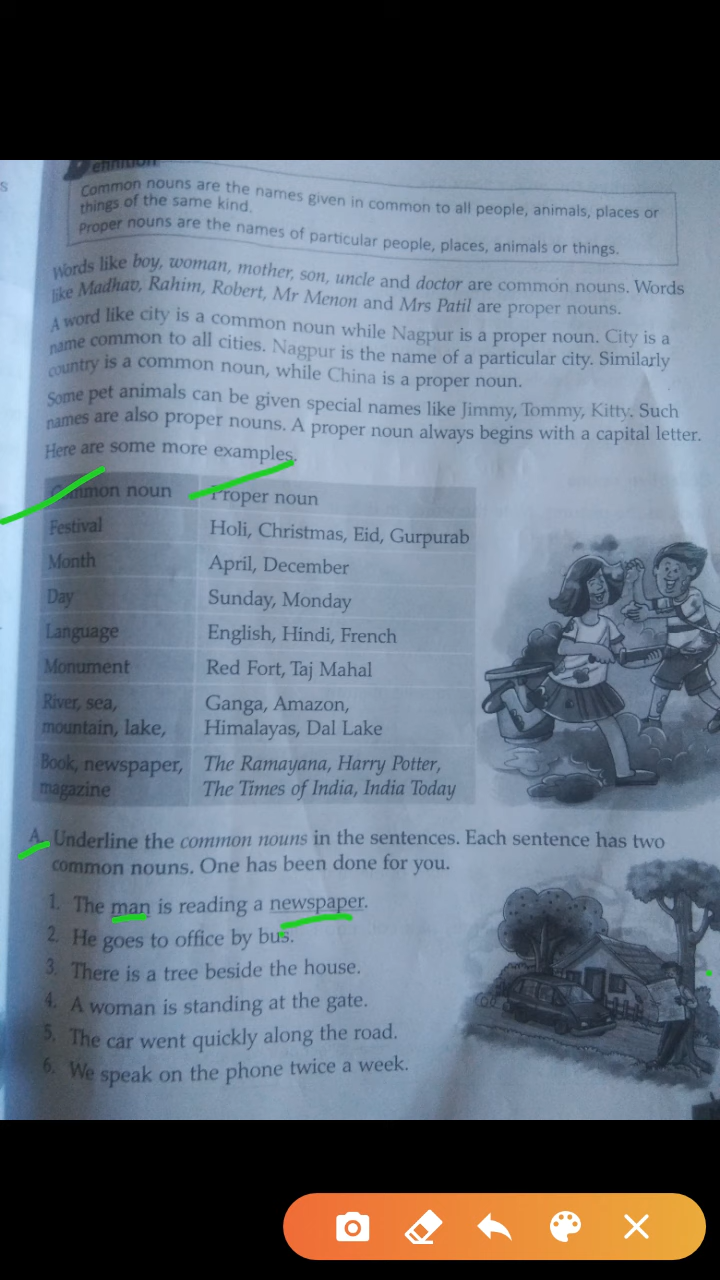 Definition
s
Common nouns are the names given in common to all people, animals, places or
things of the same kind.
Proper nouns are the names of particular people, places, animals or things.
Words like boy, woman, mother, son, uncle and doctor are common nouns. Words
like Madhav, Rahim, Robert, Mr Menon and Mrs Patil are proper nouns.
A word like city is a common noun while Nagpur is a proper noun. City is a
name common to all cities. Nagpur is the name of a particular city. Similarly
country is a common noun, while China is a proper noun.
Some pet animals can be given special names like Jimmy, Tommy, Kitty. Such
names are also proper nouns. A proper noun always begins with a capital letter.
Here are some more examples.
Common noun Proper noun
Festival Holi, Christmas, Eid, Gurpurab
Month April, December
Day Sunday, Monday
Language English, Hindi, French
Monument Red Fort, Taj Mahal
River, sea, Ganga, Amazon,
mountain, lake, Himalayas, Dal Lake
Book, newspaper, The Ramayana, Harry Potter,
magazine The Times of India, India Today
A. Underline the common nouns in the sentences. Each sentence has two
common nouns. One has been done for you.
1. The man is reading a newspaper.
2. He goes to office by bus.
3. There is a tree beside the house.
4. A woman is standing at the gate.
5. The car went quickly along the road.
6. We speak on the phone twice a week.